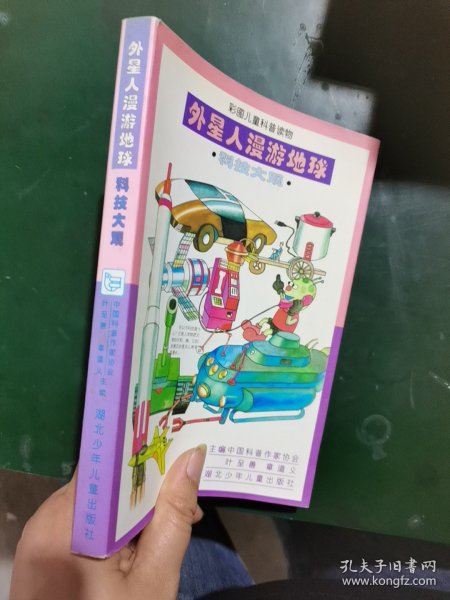 外星人漫游地球 科技大观
中国科普作家协会
叶至善 章道义主编
湖北少年儿童出版社
彩图儿童科普读物
外星人漫游地球
·科技大观·
主编中国科普作家协会
叶至善 章道义
湖北少年儿童出版社
孔夫子旧书网
www.kongfz.com